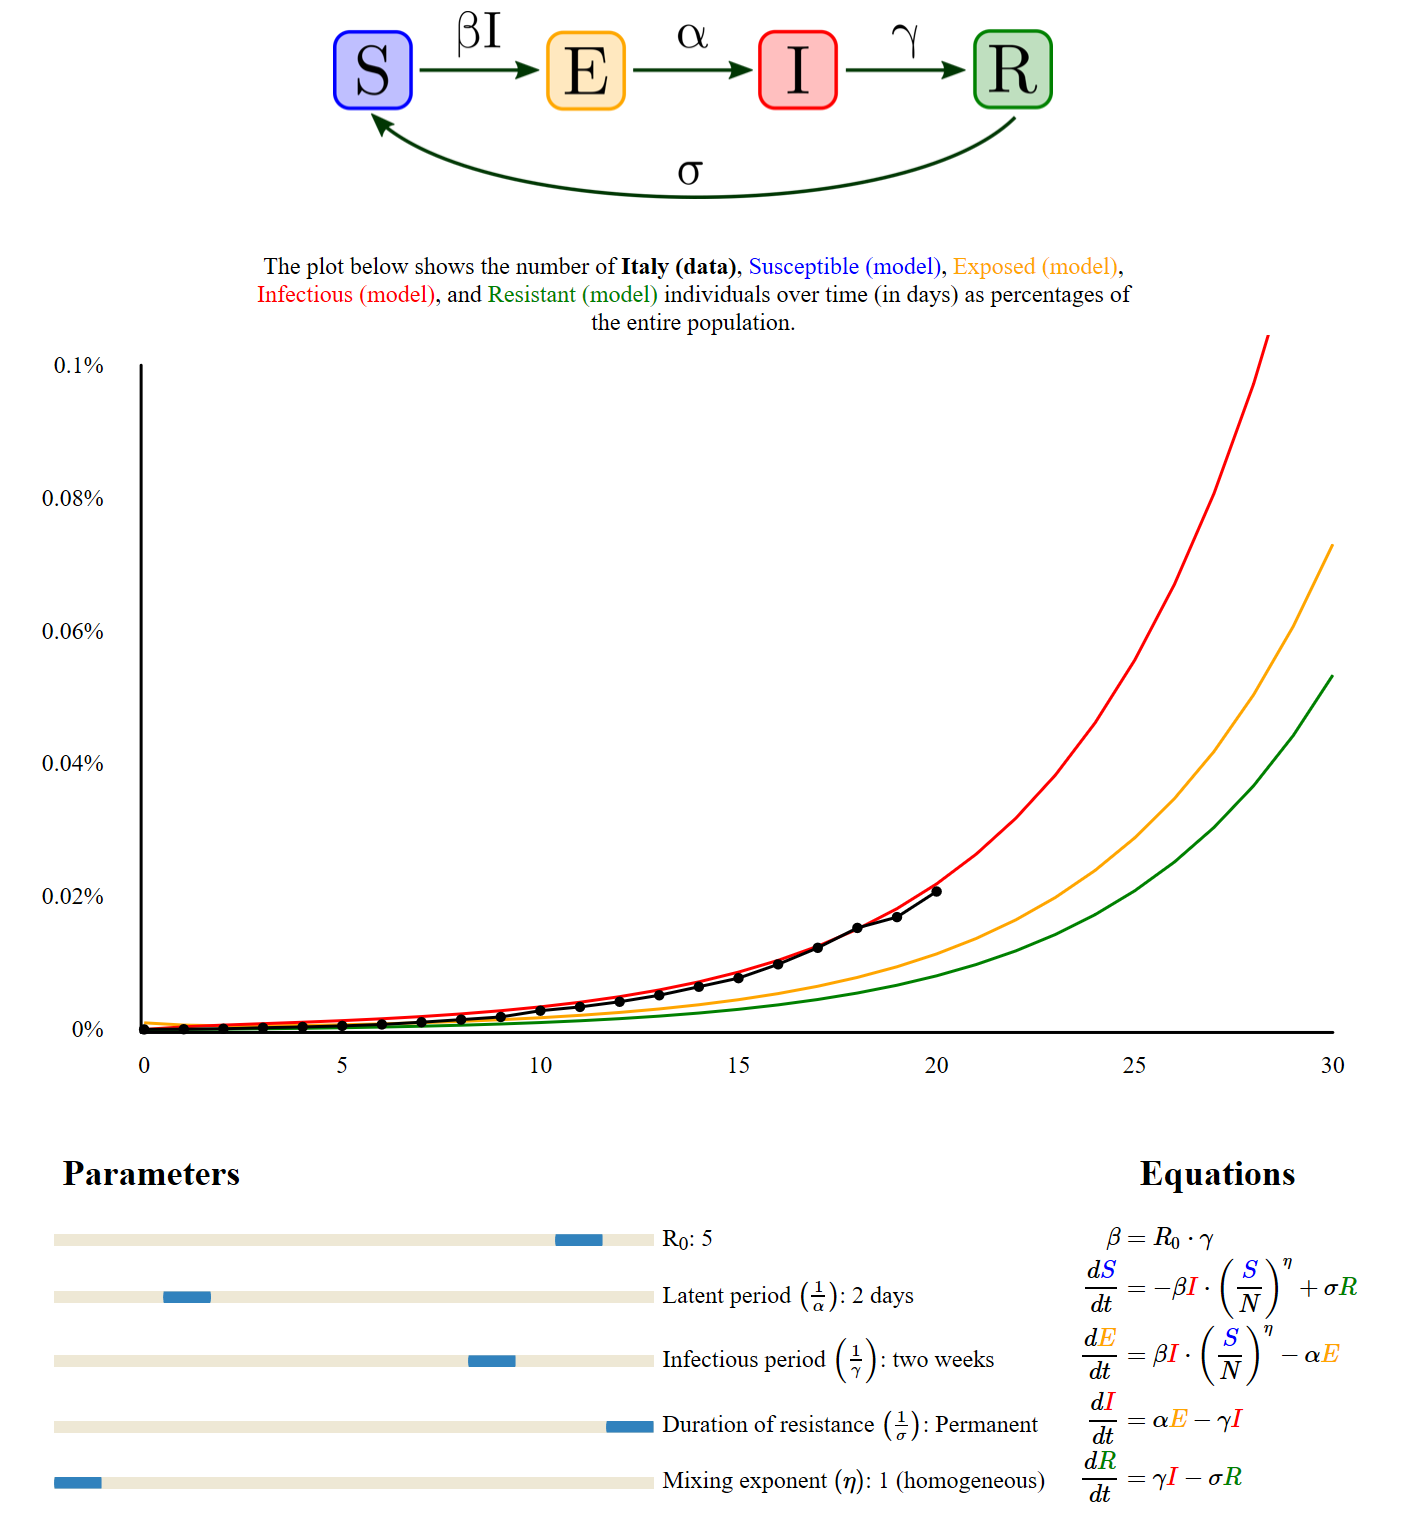 βI α γ
S E I R
σ
The plot below shows the number of Italy (data), Susceptible (model), Exposed (model),
Infectious (model), and Resistant (model) individuals over time (in days) as percentages of
the entire population.
0.1%
0.08%
0.06%
0.04%
0.02%
0%
0 5 10 15 20 25 30
Parameters
R₀: 5
Latent period (1/α): 2 days
Infectious period (1/γ): two weeks
Duration of resistance (1/σ): Permanent
Mixing exponent (η): 1 (homogeneous)
Equations
β = R₀ · γ
dS/dt = −βI · (S/N)^η + σR
dE/dt = βI · (S/N)^η − αE
dI/dt = αE − γI
dR/dt = γI − σR